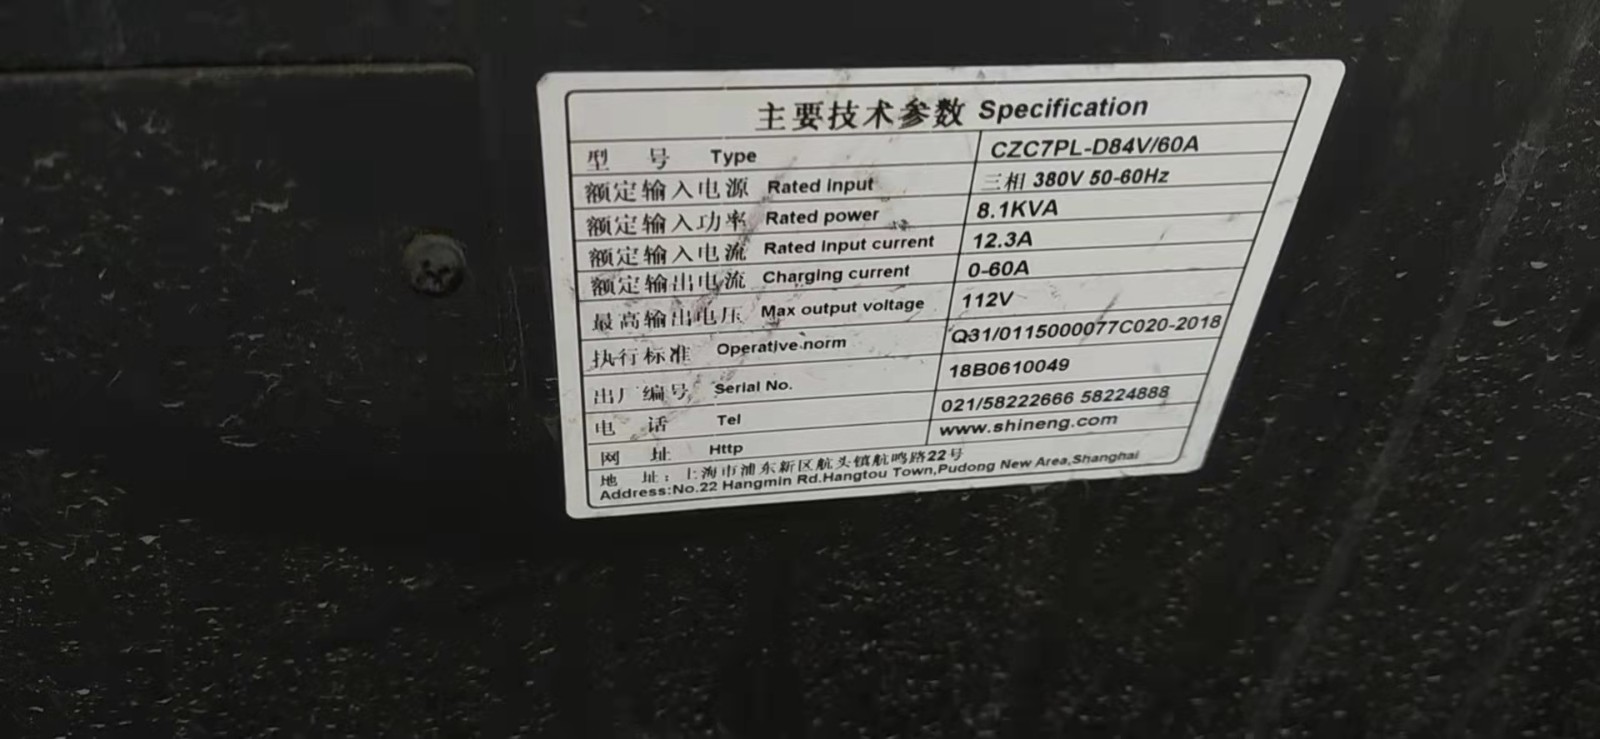 主要技术参数 Specification
型 号 Type CZC7PL-D84V/60A
额定输入电源 Rated input 三相 380V 50-60Hz
额定输入功率 Rated power 8.1KVA
额定输入电流 Rated input current 12.3A
额定输出电流 Charging current 0-60A
最高输出电压 Max output voltage 112V
执行标准 Operative norm Q31/0115000077C020-2018
出厂编号 Serial No. 18B0610049
电 话 Tel 021/58222666 58224888
网 址 Http www.shineng.com
地 址：上海市浦东新区航头镇航鸣路22号
Address:No.22 Hangmin Rd.Hangtou Town,Pudong New Area,Shanghai